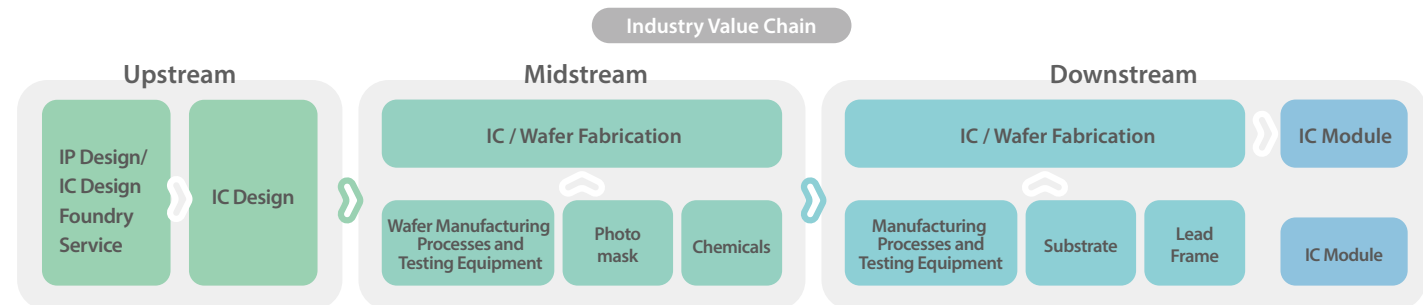 Industry Value Chain
Upstream
IP Design/
IC Design
Foundry
Service
IC Design
Midstream
IC / Wafer Fabrication
Wafer Manufacturing
Processes and
Testing Equipment
Photo
mask
Chemicals
Downstream
IC / Wafer Fabrication
IC Module
Manufacturing
Processes and
Testing Equipment
Substrate
Lead
Frame
IC Module